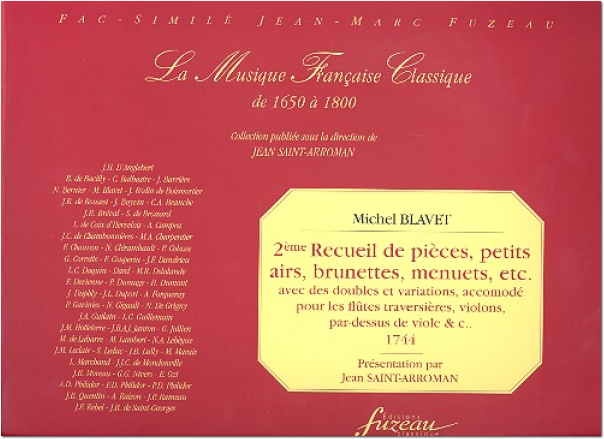 FAC-SIMILÉ JEAN-MARC FUZEAU
La Musique Française Classique
de 1650 à 1800
Collection publiée sous la direction de
JEAN SAINT-ARROMAN
J.H. D'Anglebert
B. de Bacilly - C. Balbastre - J. Barrière
N. Bernier - M. Blavet - J. Bodin de Boismortier
J.B. de Bousset - J. Boyvin - C.A. Branche
J.B. Bréval - S. de Brossard
L. de Caix d'Hervelois - A. Campra
J.C. de Chambonnières - M.A. Charpentier
F. Chauvon - N. Clérambault - P. Colasse
G. Corrette - F. Couperin - J.F. Dandrieu
L.C. Daquin - Dard - M.R. Delalande
F. Devienne - P. Dumage - H. Dumont
J. Duphly - J.L. Duport - A. Forqueray
P. Gaviniés - N. Gigault - N. De Grigny
J.A. Guilain - L.G. Guillemain
J.M. Hotteterre - J.B.A.J. Janson - G. Jullien
M. de Labarre - M. Lambert - N.A. Lebègue
J.M. Leclair - S. Leduc - J.B. Lully - M. Marais
L. Marchand - J.J.C. de Mondonville
J.B. Moreau - G.G. Nivers - E. Ozi
A.D. Philidor - F.D. Philidor - P.D. Philidor
J.B. Quentin - A. Raison - J.P. Rameau
J.F. Rebel - J.B. de Saint-Georges
Michel BLAVET
2ème Recueil de pièces, petits
airs, brunettes, menuets, etc.
avec des doubles et variations, accomodé
pour les flûtes traversières, violons,
par-dessus de viole & c..
1744
Présentation par
Jean SAINT-ARROMAN
Éditions
fuzeau
classique